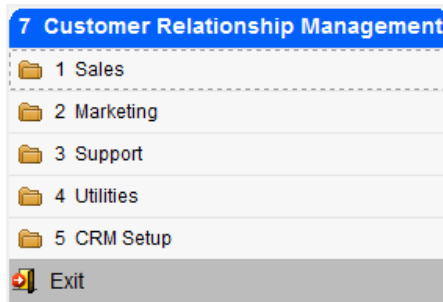 7 Customer Relationship Management
1 Sales
2 Marketing
3 Support
4 Utilities
5 CRM Setup
Exit